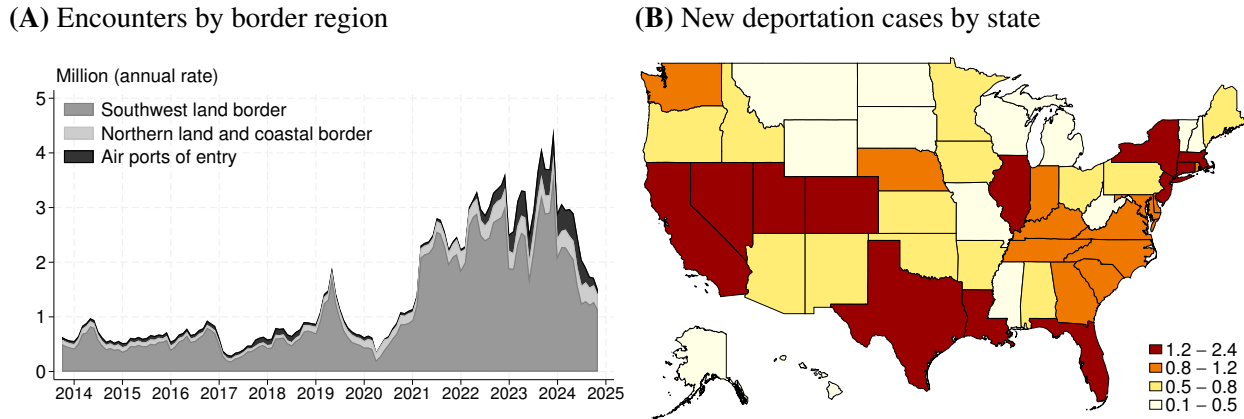 (A) Encounters by border region
Million (annual rate)
5
Southwest land border
Northern land and coastal border
4
Air ports of entry
3
2
1
0
2014 2015 2016 2017 2018 2019 2020 2021 2022 2023 2024 2025
(B) New deportation cases by state
1.2 – 2.4
0.8 – 1.2
0.5 – 0.8
0.1 – 0.5